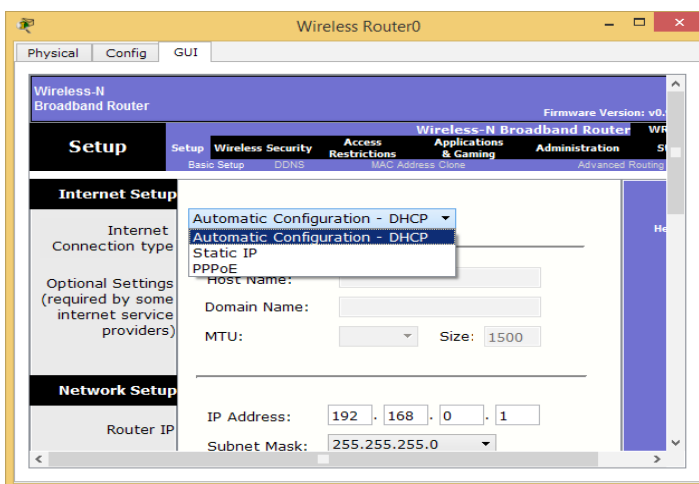 Wireless Router0
Physical Config GUI
Wireless-N
Broadband Router
Firmware Version: v0.9
Wireless-N Broadband Router WR
Setup
Setup Wireless Security Access Restrictions Applications & Gaming Administration
Basic Setup DDNS MAC Address Clone Advanced Routing
Internet Setup
Internet
Connection type
Automatic Configuration - DHCP
Automatic Configuration - DHCP
Static IP
PPPoE
Optional Settings
(required by some
internet service
providers)
Host Name:
Domain Name:
MTU: Size: 1500
Network Setup
Router IP
IP Address: 192 . 168 . 0 . 1
Subnet Mask: 255.255.255.0